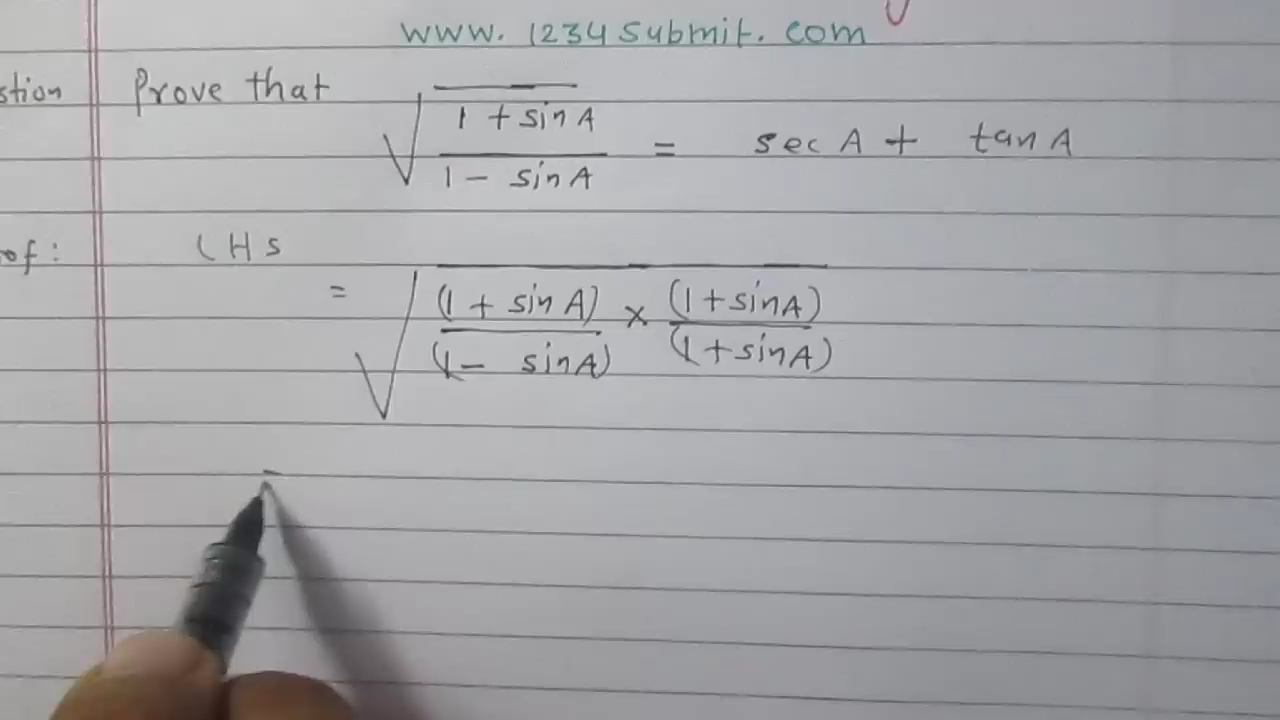 www. 1234submit. com
stion Prove that √((1 + sin A)/(1 - sin A)) = sec A + tan A
of: LHS
= √((1 + sin A)/(1 - sin A) × (1 + sin A)/(1 + sin A))